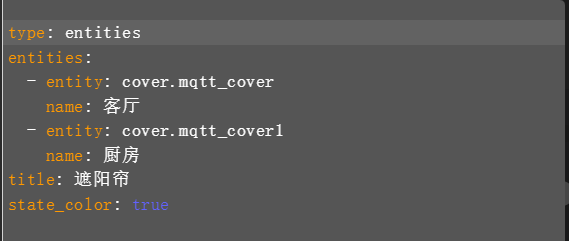 type: entities
entities:
  - entity: cover.mqtt_cover
    name: 客厅
  - entity: cover.mqtt_cover1
    name: 厨房
title: 遮阳帘
state_color: true